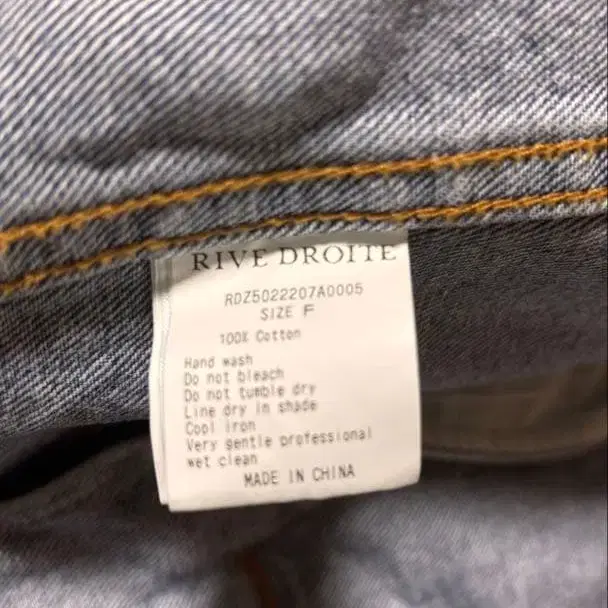 RIVE DROITE
RDZ5022207A0005
SIZE F
100% Cotton
Hand wash
Do not bleach
Do not tumble dry
Line dry in shade
Cool iron
Very gentle professional
wet clean
MADE IN CHINA